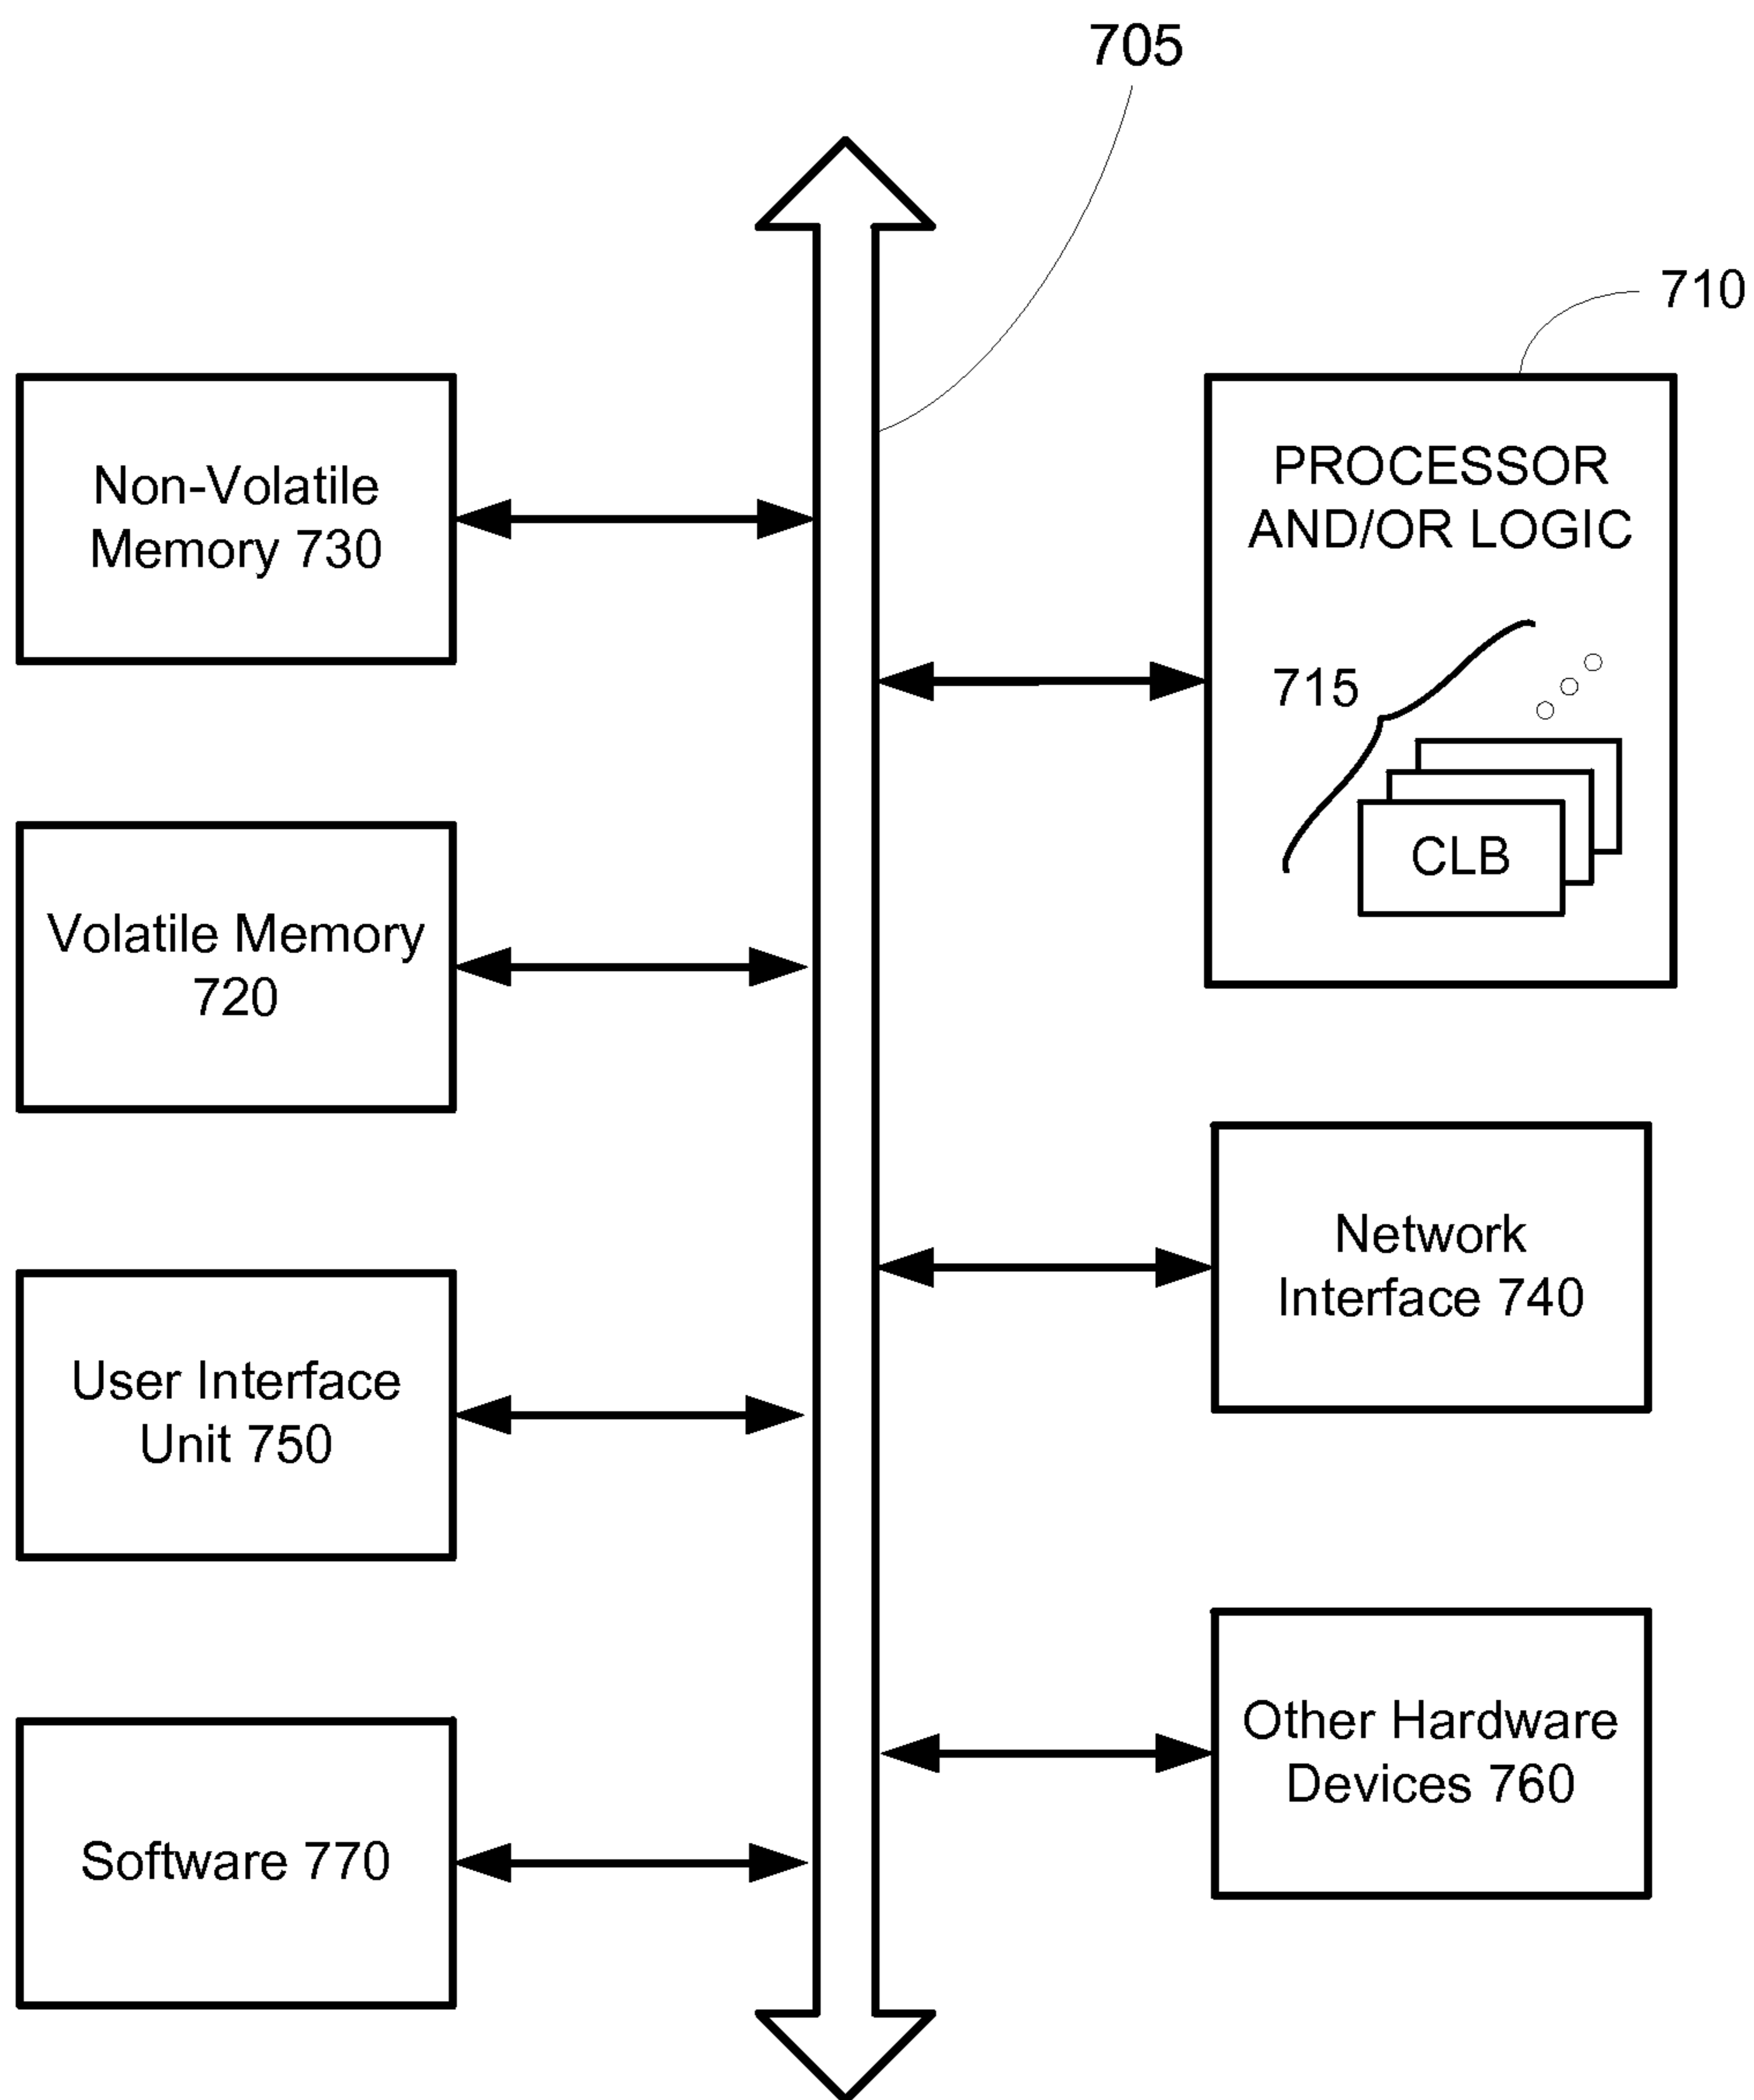 705
710
Non-Volatile
Memory 730
PROCESSOR
AND/OR LOGIC
715
CLB
Volatile Memory
720
Network
Interface 740
User Interface
Unit 750
Other Hardware
Devices 760
Software 770